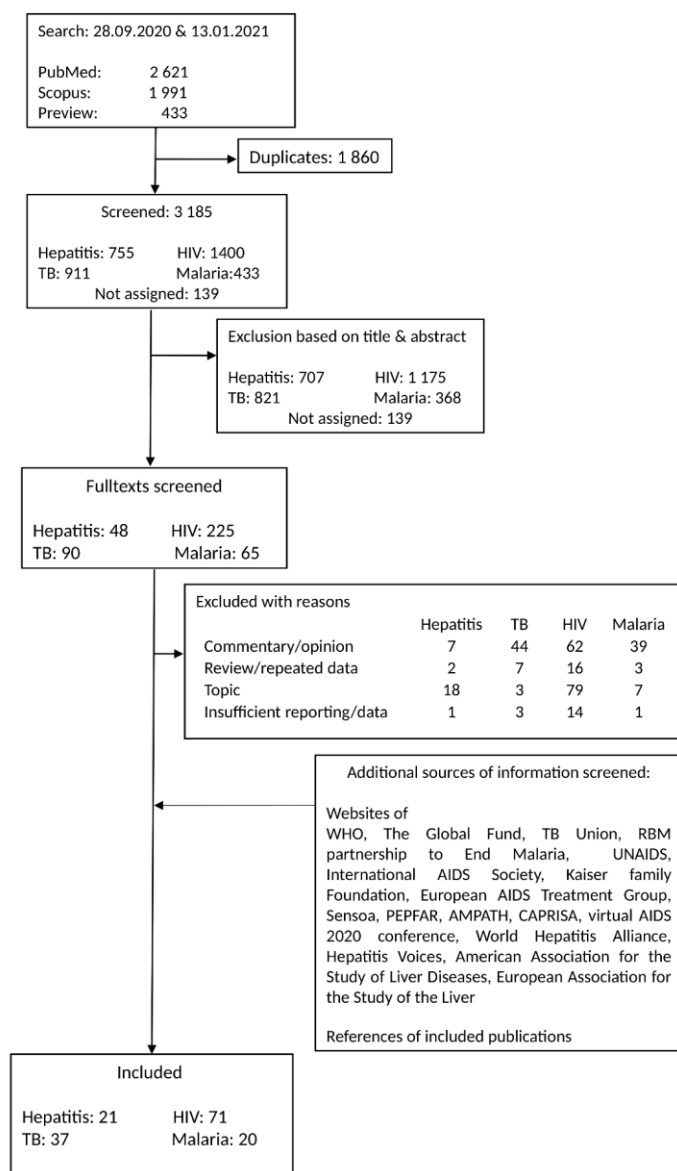 Search: 28.09.2020 & 13.01.2021
PubMed: 2 621
Scopus: 1 991
Preview: 433
Duplicates: 1 860
Screened: 3 185
Hepatitis: 755 HIV: 1400
TB: 911 Malaria:433
Not assigned: 139
Exclusion based on title & abstract
Hepatitis: 707 HIV: 1 175
TB: 821 Malaria: 368
Not assigned: 139
Fulltexts screened
Hepatitis: 48 HIV: 225
TB: 90 Malaria: 65
Excluded with reasons
Hepatitis TB HIV Malaria
Commentary/opinion 7 44 62 39
Review/repeated data 2 7 16 3
Topic 18 3 79 7
Insufficient reporting/data 1 3 14 1
Additional sources of information screened:
Websites of
WHO, The Global Fund, TB Union, RBM
partnership to End Malaria, UNAIDS,
International AIDS Society, Kaiser family
Foundation, European AIDS Treatment Group,
Sensoa, PEPFAR, AMPATH, CAPRISA, virtual AIDS
2020 conference, World Hepatitis Alliance,
Hepatitis Voices, American Association for the
Study of Liver Diseases, European Association for
the Study of the Liver
References of included publications
Included
Hepatitis: 21 HIV: 71
TB: 37 Malaria: 20